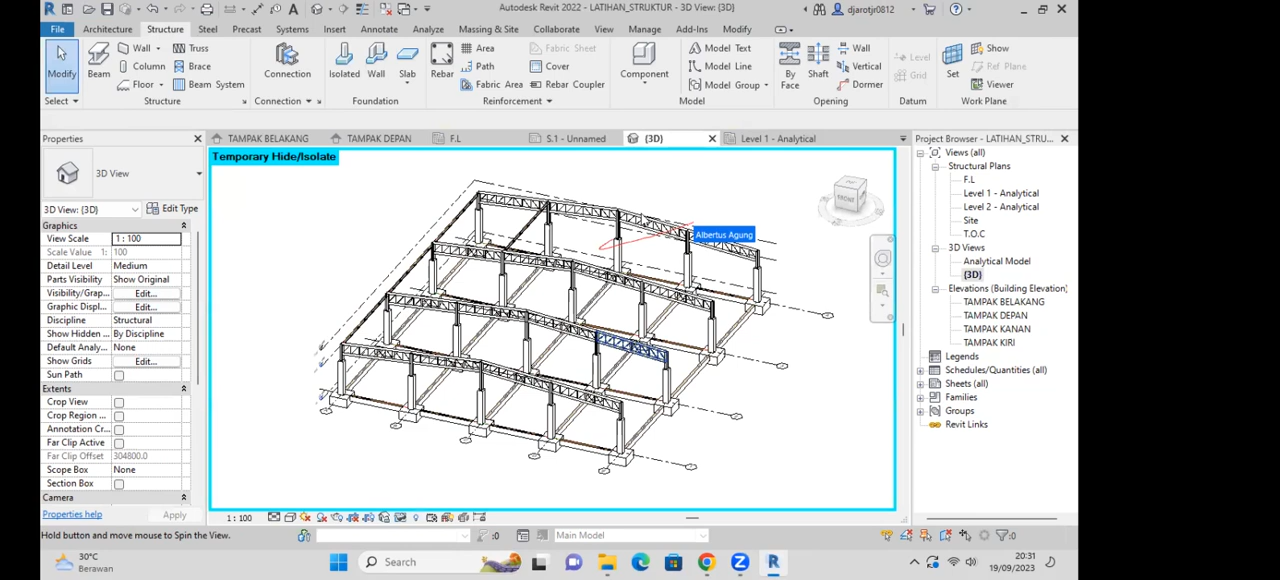 Autodesk Revit 2022 - LATIHAN_STRUKTUR - 3D View: {3D}
djarotjr0812
File Architecture Structure Steel Precast Systems Insert Annotate Analyze Massing & Site Collaborate View Manage Add-Ins Modify
Modify
Select
Beam
Wall
Column
Floor
Truss
Brace
Beam System
Structure
Connection
Connection
Isolated
Wall
Slab
Foundation
Rebar
Area
Path
Fabric Area
Fabric Sheet
Cover
Rebar Coupler
Reinforcement
Component
Model Text
Model Line
Model Group
Model
By Face
Shaft
Wall
Vertical
Dormer
Opening
Level
Grid
Datum
Set
Show
Ref Plane
Viewer
Work Plane
Properties
TAMPAK BELAKANG
TAMPAK DEPAN
F.L
S.1 - Unnamed
{3D}
Level 1 - Analytical
Project Browser - LATIHAN_STRU...
3D View
3D View: {3D}
Edit Type
Graphics
View Scale 1 : 100
Scale Value 1: 100
Detail Level Medium
Parts Visibility Show Original
Visibility/Grap... Edit...
Graphic Displ... Edit...
Discipline Structural
Show Hidden ... By Discipline
Default Analy... None
Show Grids Edit...
Sun Path
Extents
Crop View
Crop Region ...
Annotation Cr...
Far Clip Active
Far Clip Offset 304800.0
Scope Box None
Section Box
Camera
Properties help
Apply
Temporary Hide/Isolate
Albertus Agung
FRONT
Views (all)
Structural Plans
F.L
Level 1 - Analytical
Level 2 - Analytical
Site
T.O.C
3D Views
Analytical Model
{3D}
Elevations (Building Elevation)
TAMPAK BELAKANG
TAMPAK DEPAN
TAMPAK KANAN
TAMPAK KIRI
Legends
Schedules/Quantities (all)
Sheets (all)
Families
Groups
Revit Links
1 : 100
Hold button and move mouse to Spin the View.
:0
Main Model
:0
30°C
Berawan
Search
20:31
19/09/2023